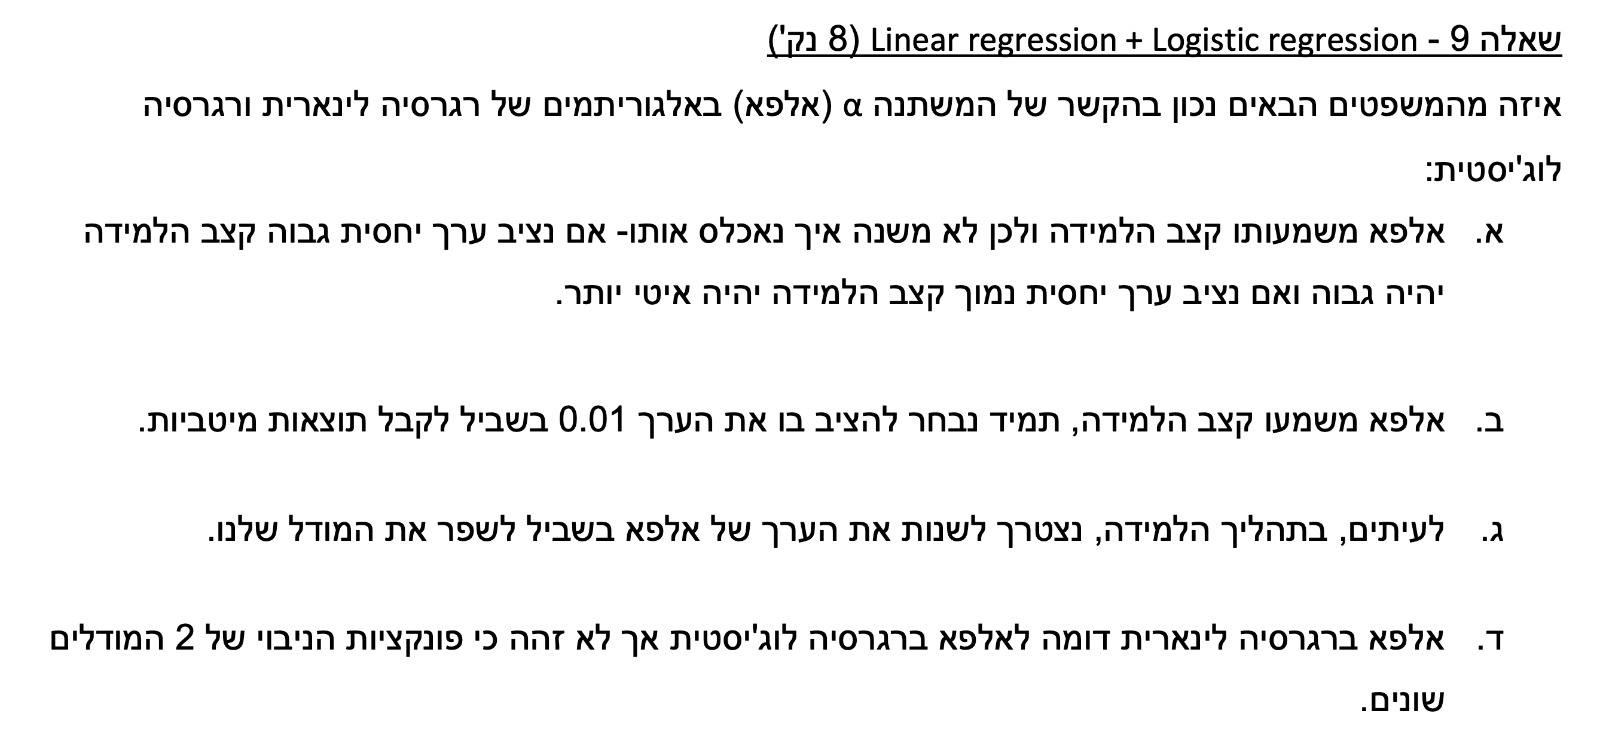 שאלה 9 - Linear regression + Logistic regression (8 נק')
איזה מהמשפטים הבאים נכון בהקשר של המשתנה α (אלפא) באלגוריתמים של רגרסיה לינארית ורגרסיה
לוג'יסטית:
א. אלפא משמעותו קצב הלמידה ולכן לא משנה איך נאכלס אותו- אם נציב ערך יחסית גבוה קצב הלמידה
יהיה גבוה ואם נציב ערך יחסית נמוך קצב הלמידה יהיה איטי יותר.
ב. אלפא משמעו קצב הלמידה, תמיד נבחר להציב בו את הערך 0.01 בשביל לקבל תוצאות מיטביות.
ג. לעיתים, בתהליך הלמידה, נצטרך לשנות את הערך של אלפא בשביל לשפר את המודל שלנו.
ד. אלפא ברגרסיה לינארית דומה לאלפא ברגרסיה לוג'יסטית אך לא זהה כי פונקציות הניבוי של 2 המודלים
שונים.